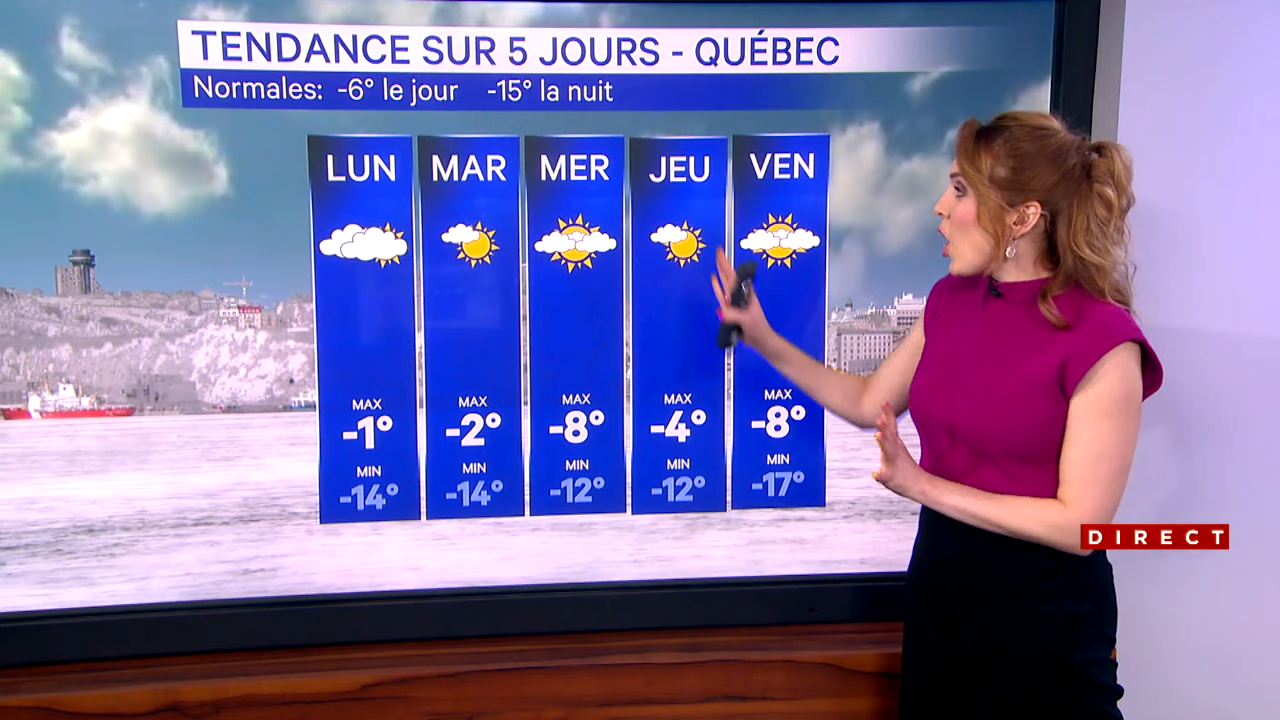 TENDANCE SUR 5 JOURS - QUÉBEC
Normales: -6° le jour -15° la nuit
LUN MAR MER JEU VEN
MAX MAX MAX MAX MAX
-1° -2° -8° -4° -8°
MIN MIN MIN MIN MIN
-14° -14° -12° -12° -17°
DIRECT